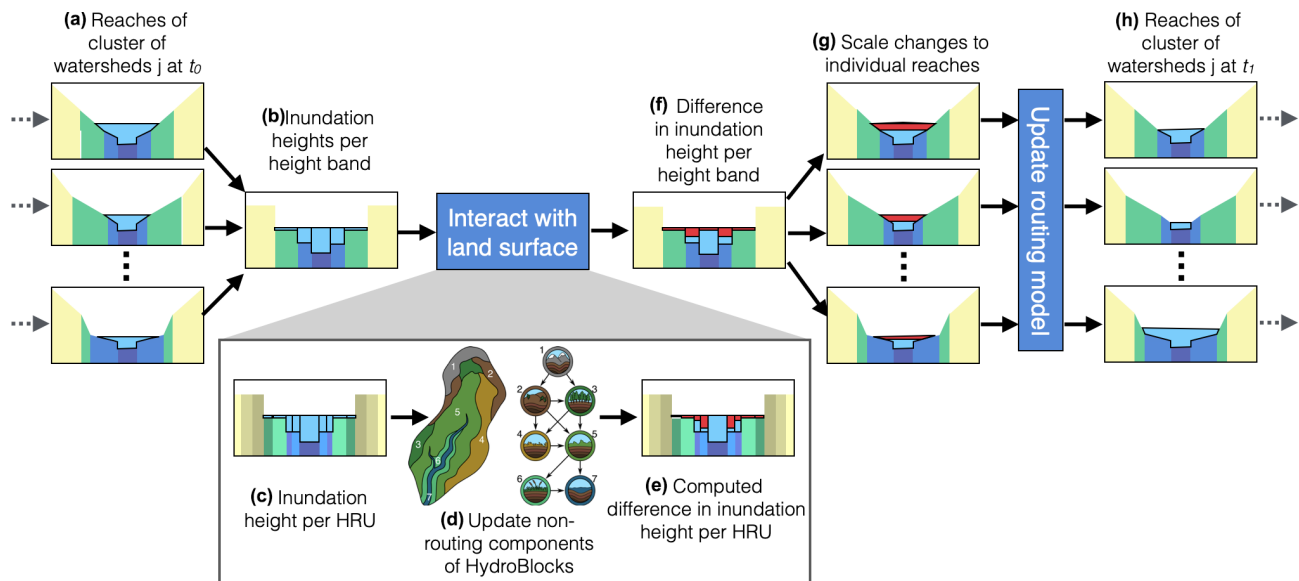 (a) Reaches of
cluster of
watersheds j at t0
(b)Inundation
heights per
height band
Interact with
land surface
(f) Difference
in inundation
height per
height band
(g) Scale changes to
individual reaches
Update routing model
(h) Reaches of
cluster of
watersheds j at t1
(c) Inundation
height per HRU
1
2
3
4
5
6
7
1
2
3
4
5
6
7
(d) Update non-
routing components
of HydroBlocks
(e) Computed
difference in inundation
height per HRU